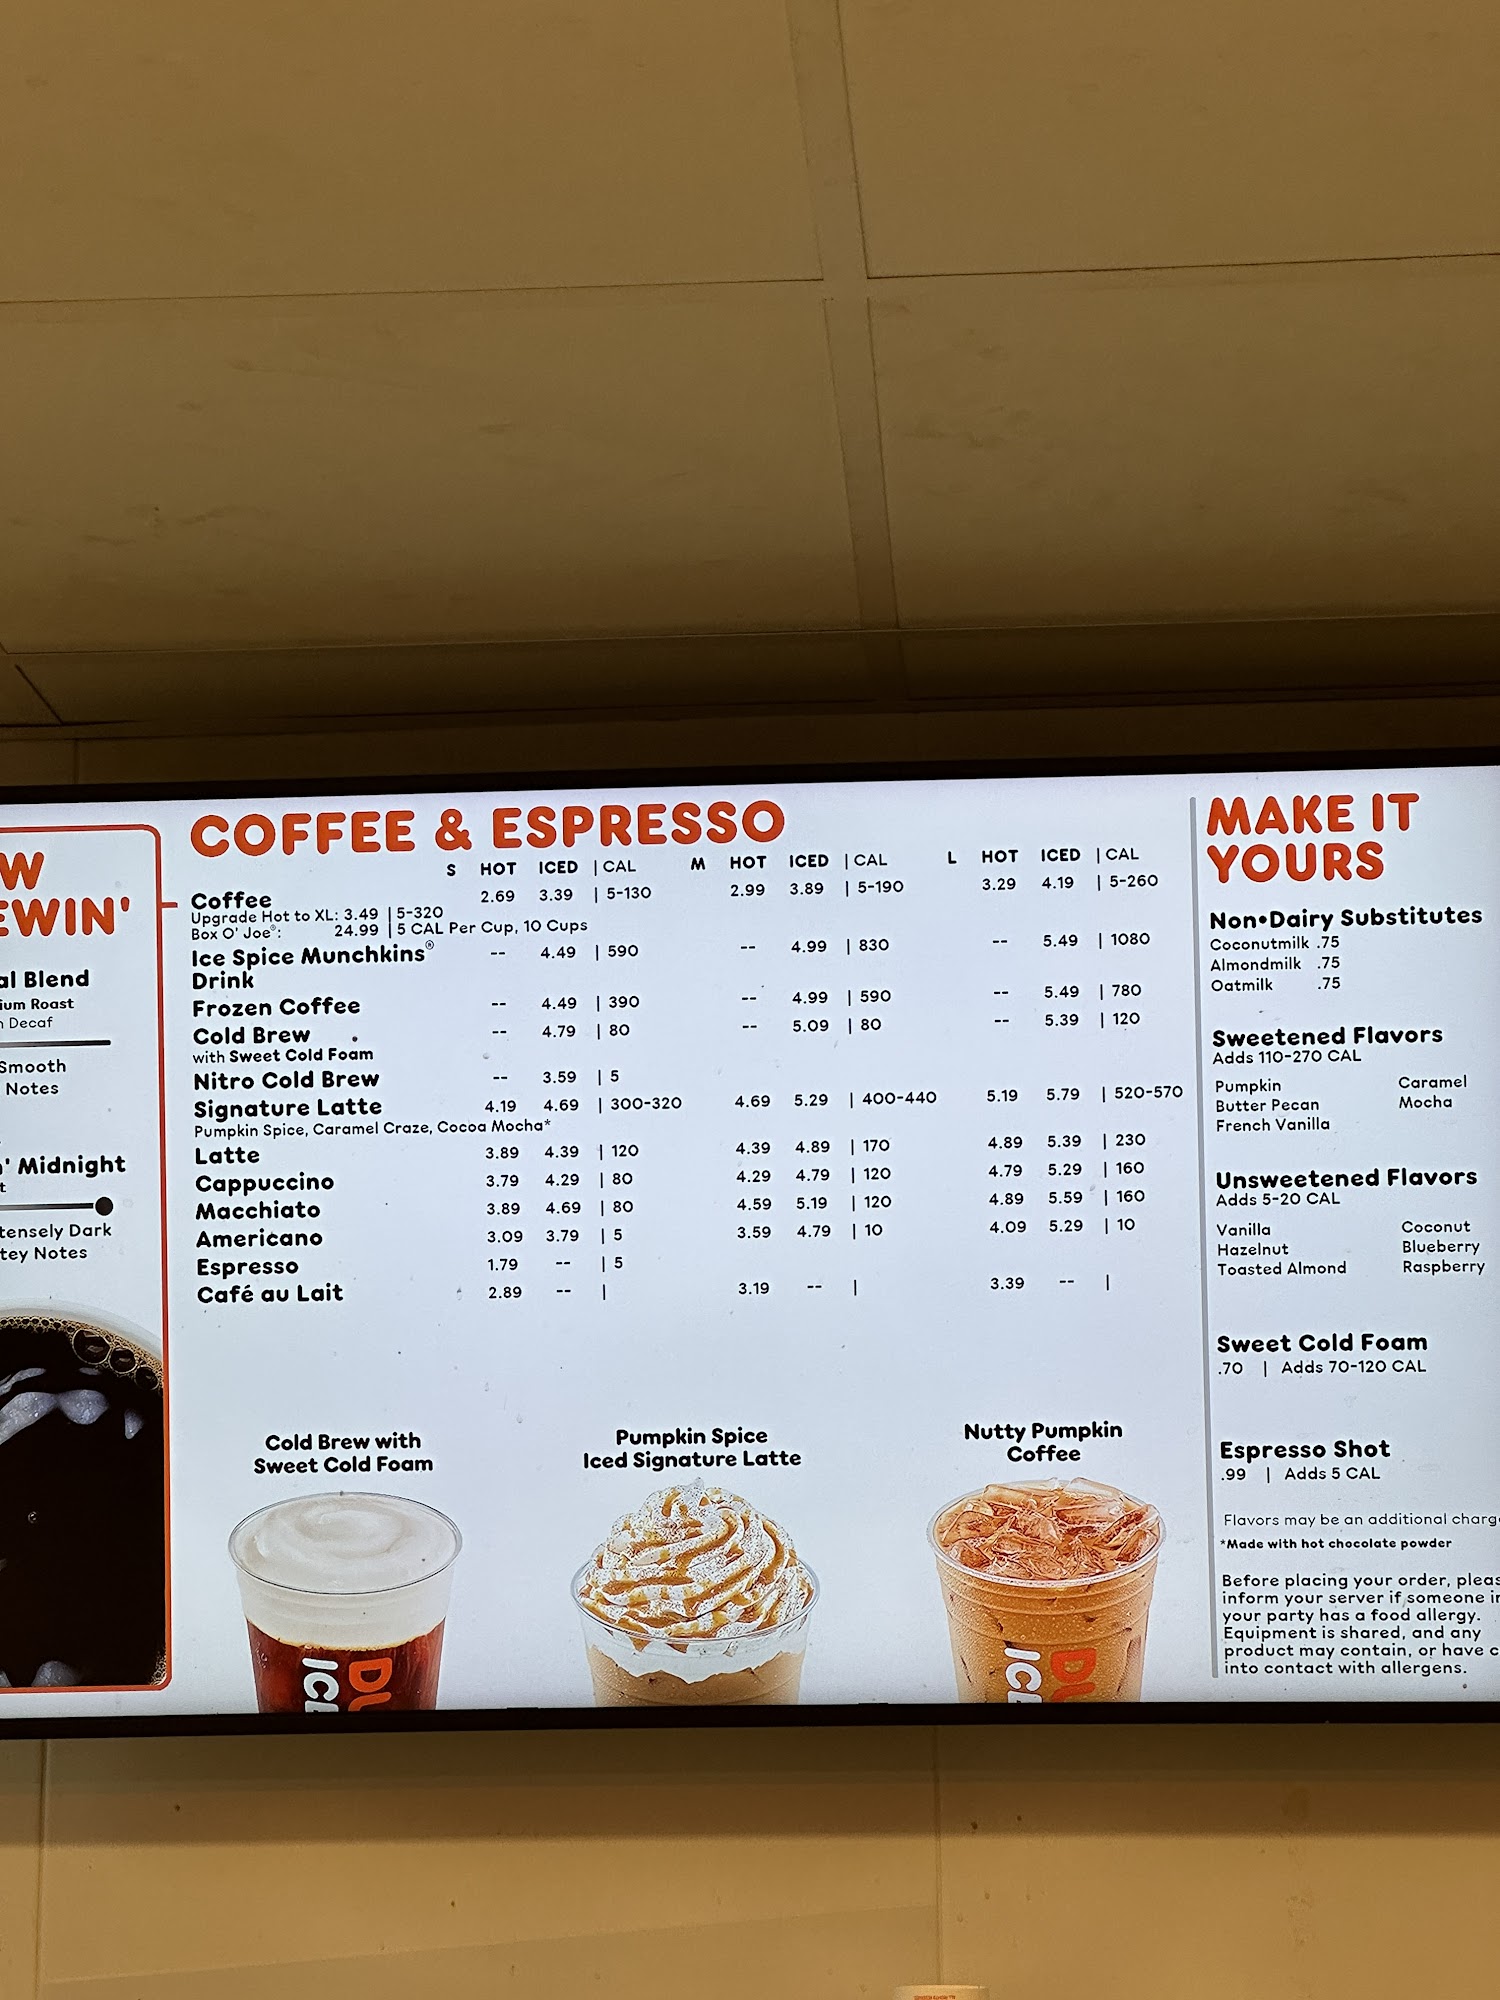 W
EWIN'
al Blend
ium Roast
n Decaf
Smooth
Notes
n' Midnight
t
tensely Dark
tey Notes
COFFEE & ESPRESSO
S HOT ICED | CAL M HOT ICED | CAL L HOT ICED | CAL
Coffee 2.69 3.39 | 5-130 2.99 3.89 | 5-190 3.29 4.19 | 5-260
Upgrade Hot to XL: 3.49 | 5-320
Box O' Joe®: 24.99 | 5 CAL Per Cup, 10 Cups
Ice Spice Munchkins® -- 4.49 | 590 -- 4.99 | 830 -- 5.49 | 1080
Drink
Frozen Coffee -- 4.49 | 390 -- 4.99 | 590 -- 5.49 | 780
Cold Brew -- 4.79 | 80 -- 5.09 | 80 -- 5.39 | 120
with Sweet Cold Foam
Nitro Cold Brew -- 3.59 | 5
Signature Latte 4.19 4.69 | 300-320 4.69 5.29 | 400-440 5.19 5.79 | 520-570
Pumpkin Spice, Caramel Craze, Cocoa Mocha*
Latte 3.89 4.39 | 120 4.39 4.89 | 170 4.89 5.39 | 230
Cappuccino 3.79 4.29 | 80 4.29 4.79 | 120 4.79 5.29 | 160
Macchiato 3.89 4.69 | 80 4.59 5.19 | 120 4.89 5.59 | 160
Americano 3.09 3.79 | 5 3.59 4.79 | 10 4.09 5.29 | 10
Espresso 1.79 -- | 5
Café au Lait 2.89 -- | 3.19 -- | 3.39 -- |
Cold Brew with
Sweet Cold Foam
Pumpkin Spice
Iced Signature Latte
Nutty Pumpkin
Coffee
DU
ICE
DU
ICE
MAKE IT
YOURS
Non•Dairy Substitutes
Coconutmilk .75
Almondmilk .75
Oatmilk .75
Sweetened Flavors
Adds 110-270 CAL
Pumpkin Caramel
Butter Pecan Mocha
French Vanilla
Unsweetened Flavors
Adds 5-20 CAL
Vanilla Coconut
Hazelnut Blueberry
Toasted Almond Raspberry
Sweet Cold Foam
.70 | Adds 70-120 CAL
Espresso Shot
.99 | Adds 5 CAL
Flavors may be an additional charg
*Made with hot chocolate powder
Before placing your order, pleas
inform your server if someone in
your party has a food allergy.
Equipment is shared, and any
product may contain, or have c
into contact with allergens.